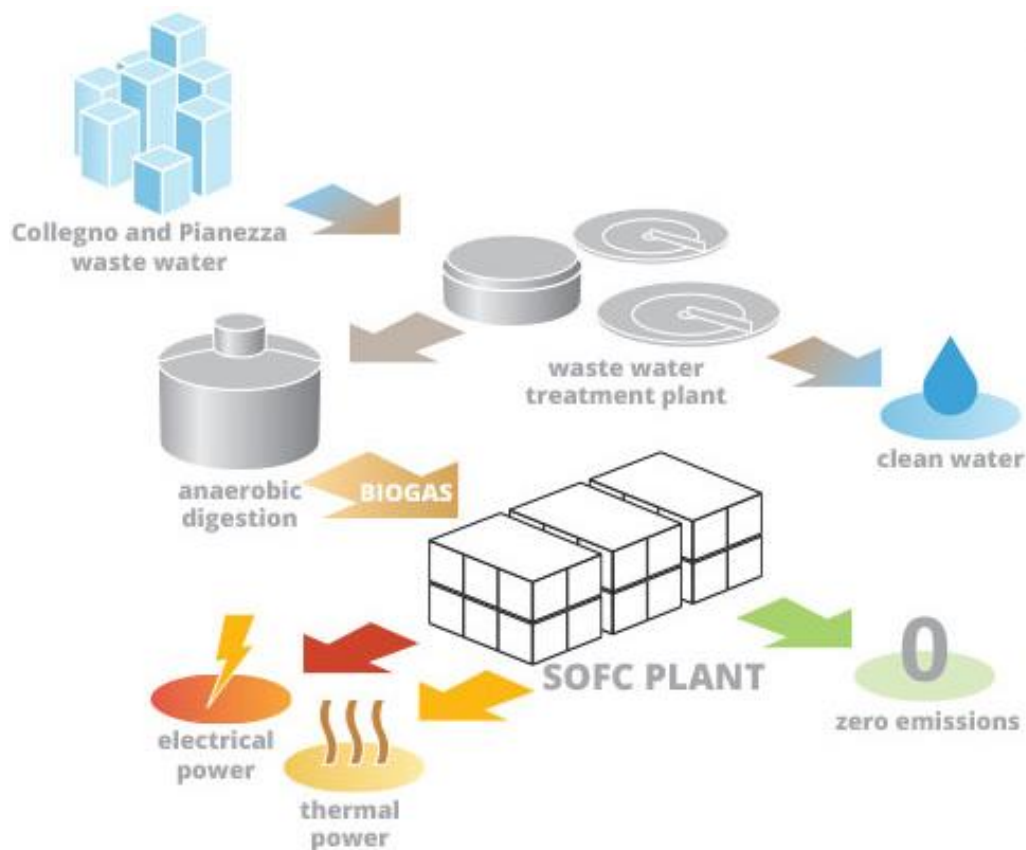 Collegno and Pianezza
waste water
waste water
treatment plant
clean water
anaerobic
digestion
BIOGAS
SOFC PLANT
0
zero emissions
electrical
power
thermal
power